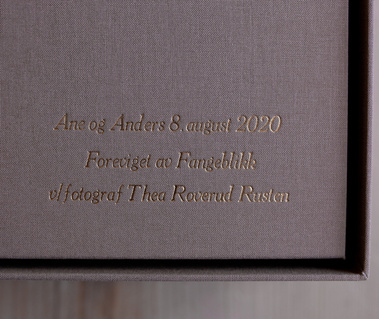 Ane og Anders 8. august 2020
Foreviget av Fangeblikk
v/fotograf Thea Roverud Rusten